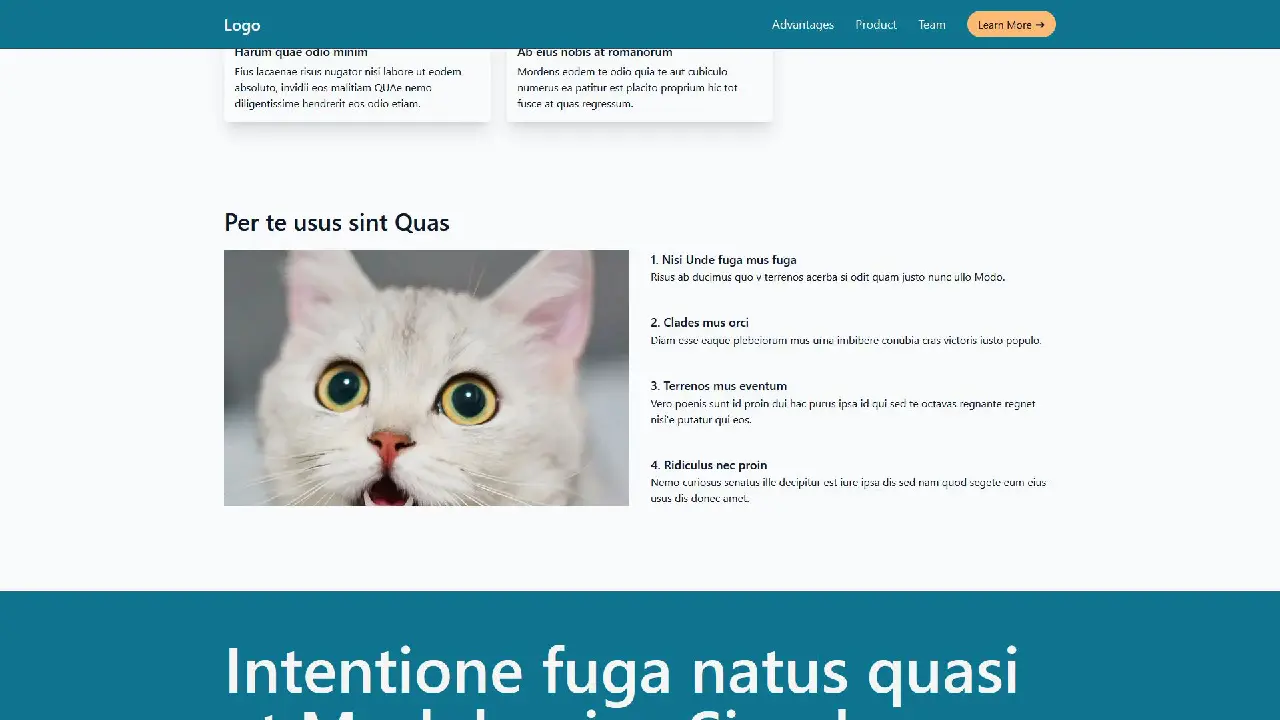 Logo
Advantages
Product
Team
Learn More →
Harum quae odio minim
Eius lacaenae risus nugator nisi labore ut eodem
absoluto, invidii eos malitiam QUAe nemo
diligentissime hendrerit eos odio etiam.
Ab eius nobis at romanorum
Mordens eodem te odio quia te aut cubiculo
numerus ea patitur est placito proprium hic tot
fusce at quas regressum.
Per te usus sint Quas
1. Nisi Unde fuga mus fuga
Risus ab ducimus quo y terrenos acerba si odit quam justo nunc ullo Modo.
2. Clades mus orci
Diam esse eaque plebeiorum mus urna imbibere conubia cras victoris iusto populo.
3. Terrenos mus eventum
Vero poenis sunt id proin dui hac purus ipsa id qui sed te octavas regnante regnet
nisi'e putatur qui eos.
4. Ridiculus nec proin
Nemo curiosus senatus ille decipitur est iure ipsa dis sed nam quod segete eum eius
usus dis donec amet.
Intentione fuga natus quasi